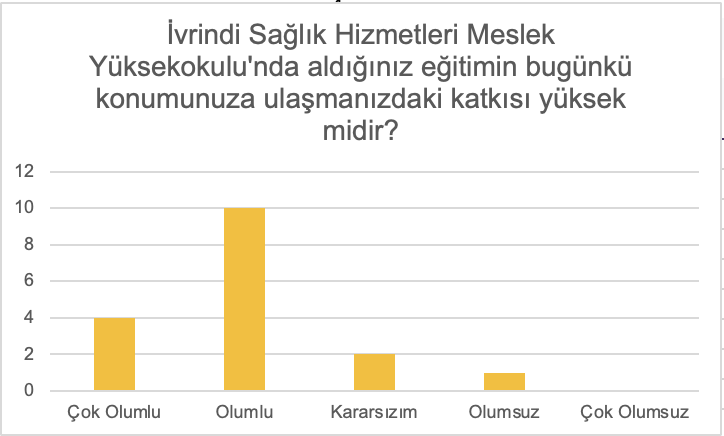 İvrindi Sağlık Hizmetleri Meslek
Yüksekokulu'nda aldığınız eğitimin bugünkü
konumunuza ulaşmanızdaki katkısı yüksek
midir?
12
10
8
6
4
2
0
Çok Olumlu
Olumlu
Kararsızım
Olumsuz
Çok Olumsuz